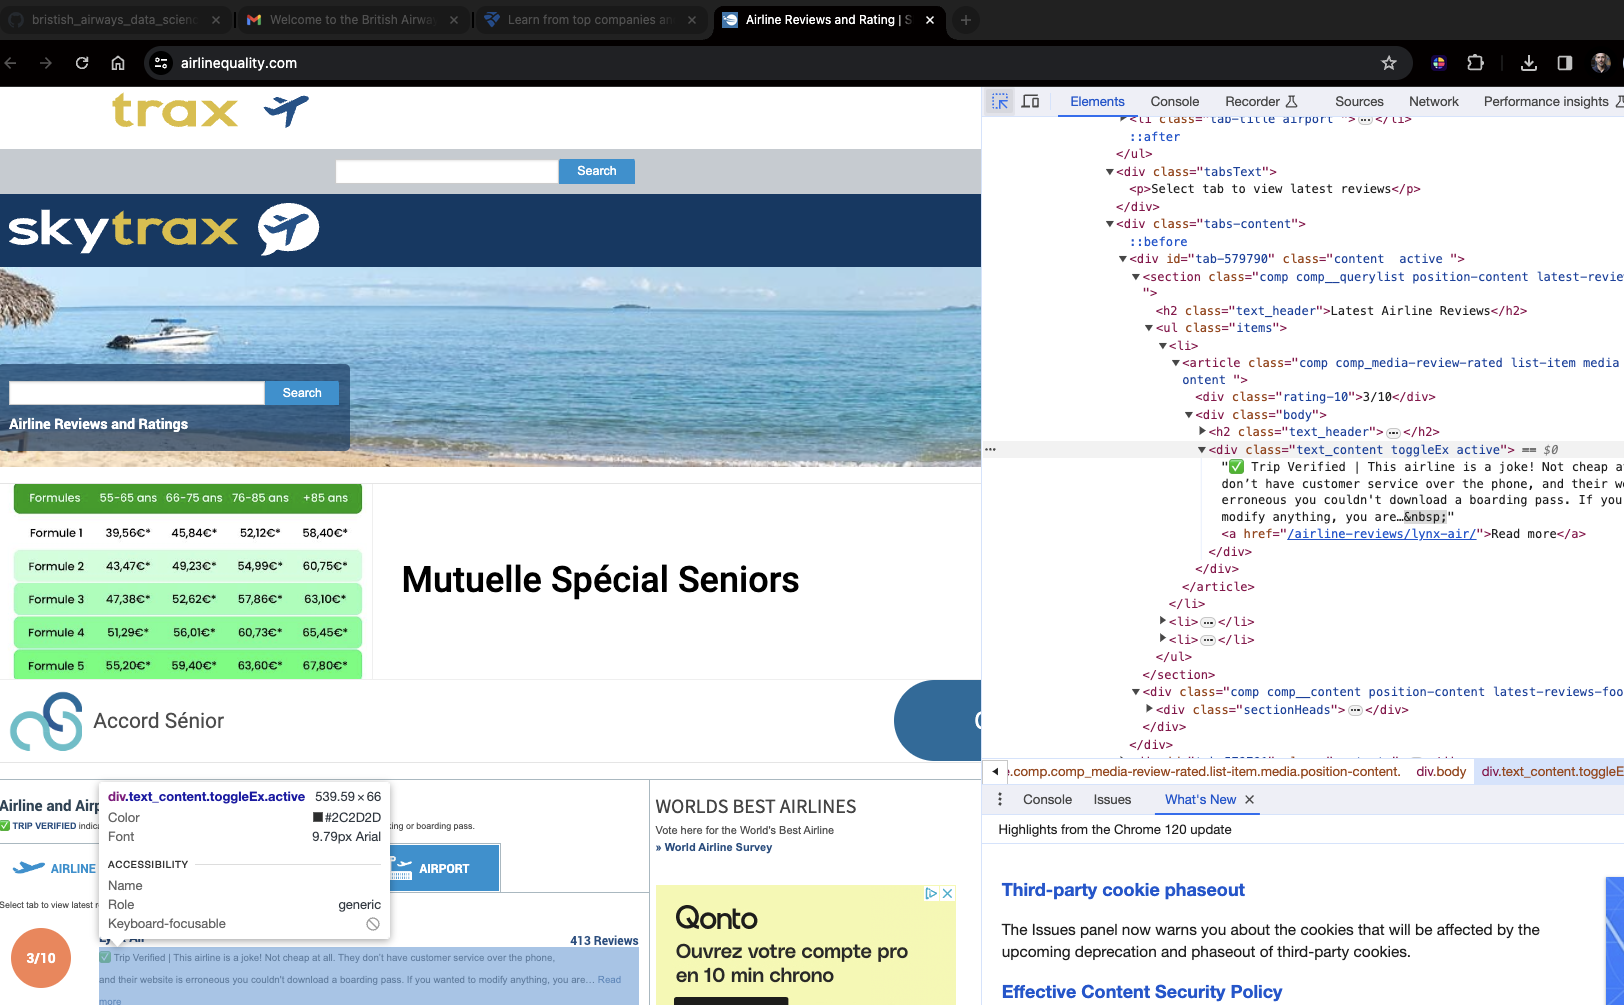 bristish_airways_data_scienc
Welcome to the British Airwa
Learn from top companies an
Airline Reviews and Rating | S
airlinequality.com
trax
Search
skytrax
Search
Airline Reviews and Ratings
Formules 55-65 ans 66-75 ans 76-85 ans +85 ans
Formule 1 39,56€* 45,84€* 52,12€* 58,40€*
Formule 2 43,47€* 49,23€* 54,99€* 60,75€*
Formule 3 47,38€* 52,62€* 57,86€* 63,10€*
Formule 4 51,29€* 56,01€* 60,73€* 65,45€*
Formule 5 55,20€* 59,40€* 63,60€* 67,80€*
Mutuelle Spécial Seniors
Accord Sénior
Airline and Airp
✅ TRIP VERIFIED indic
king or boarding pass.
AIRLINE
AIRPORT
Select tab to view latest r
div.text_content.toggleEx.active 539.59 × 66
Color #2C2D2D
Font 9.79px Arial
ACCESSIBILITY
Name
Role generic
Keyboard-focusable
3/10
413 Reviews
✅ Trip Verified | This airline is a joke! Not cheap at all. They don't have customer service over the phone,
and their website is erroneous you couldn't download a boarding pass. If you wanted to modify anything, you are… Read
more
WORLDS BEST AIRLINES
Vote here for the World's Best Airline
» World Airline Survey
Qonto
Ouvrez votre compte pro
en 10 min chrono
Elements Console Recorder Sources Network Performance insights
<li class="tab-title airport ">…</li>
::after
</ul>
<div class="tabsText">
<p>Select tab to view latest reviews</p>
</div>
<div class="tabs-content">
::before
<div id="tab-579790" class="content  active ">
<section class="comp comp__querylist position-content latest-revie
">
<h2 class="text_header">Latest Airline Reviews</h2>
<ul class="items">
<li>
<article class="comp comp_media-review-rated list-item media
ontent ">
<div class="rating-10">3/10</div>
<div class="body">
<h2 class="text_header">…</h2>
<div class="text_content toggleEx active"> == $0
"✅ Trip Verified | This airline is a joke! Not cheap a
don't have customer service over the phone, and their w
erroneous you couldn't download a boarding pass. If you
modify anything, you are…&nbsp;"
<a href="/airline-reviews/lynx-air/">Read more</a>
</div>
</div>
</article>
</li>
<li>…</li>
<li>…</li>
</ul>
</section>
<div class="comp comp__content position-content latest-reviews-foo
<div class="sectionHeads">…</div>
</div>
</div>
.comp.comp_media-review-rated.list-item.media.position-content. div.body div.text_content.toggleE
Console Issues What's New
Highlights from the Chrome 120 update
Third-party cookie phaseout
The Issues panel now warns you about the cookies that will be affected by the
upcoming deprecation and phaseout of third-party cookies.
Effective Content Security Policy